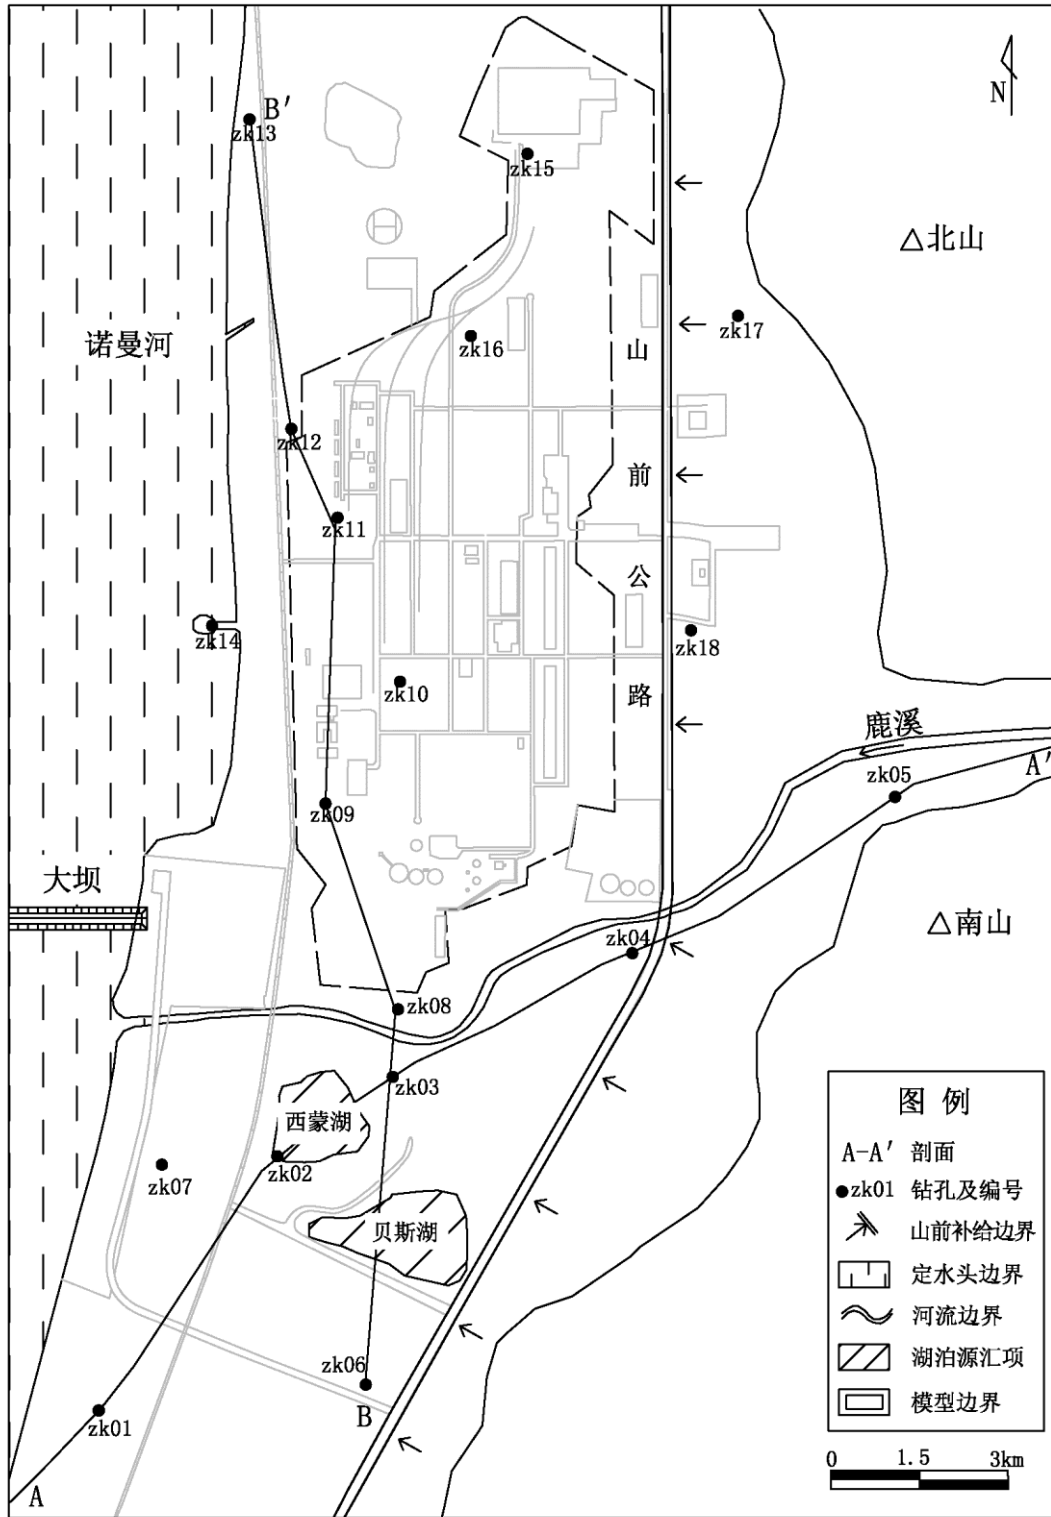 B′
zk13
N
zk15
△北山
zk17
诺曼河
zk16
山
zk12
前
zk11
公
zk14
zk18
zk10
路
鹿溪
A′
zk05
zk09
大坝
△南山
zk04
zk08
zk03
西蒙湖
zk02
zk07
贝斯湖
zk06
B
zk01
A
图 例
A-A′ 剖面
zk01 钻孔及编号
山前补给边界
定水头边界
河流边界
湖泊源汇项
模型边界
0 1.5 3km